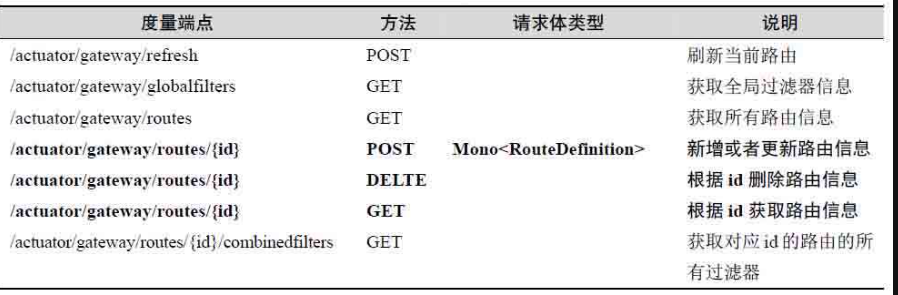 度量端点 方法 请求体类型 说明
/actuator/gateway/refresh POST 刷新当前路由
/actuator/gateway/globalfilters GET 获取全局过滤器信息
/actuator/gateway/routes GET 获取所有路由信息
/actuator/gateway/routes/{id} POST Mono<RouteDefinition> 新增或者更新路由信息
/actuator/gateway/routes/{id} DELTE 根据 id 删除路由信息
/actuator/gateway/routes/{id} GET 根据 id 获取路由信息
/actuator/gateway/routes/{id}/combinedfilters GET 获取对应 id 的路由的所
有过滤器